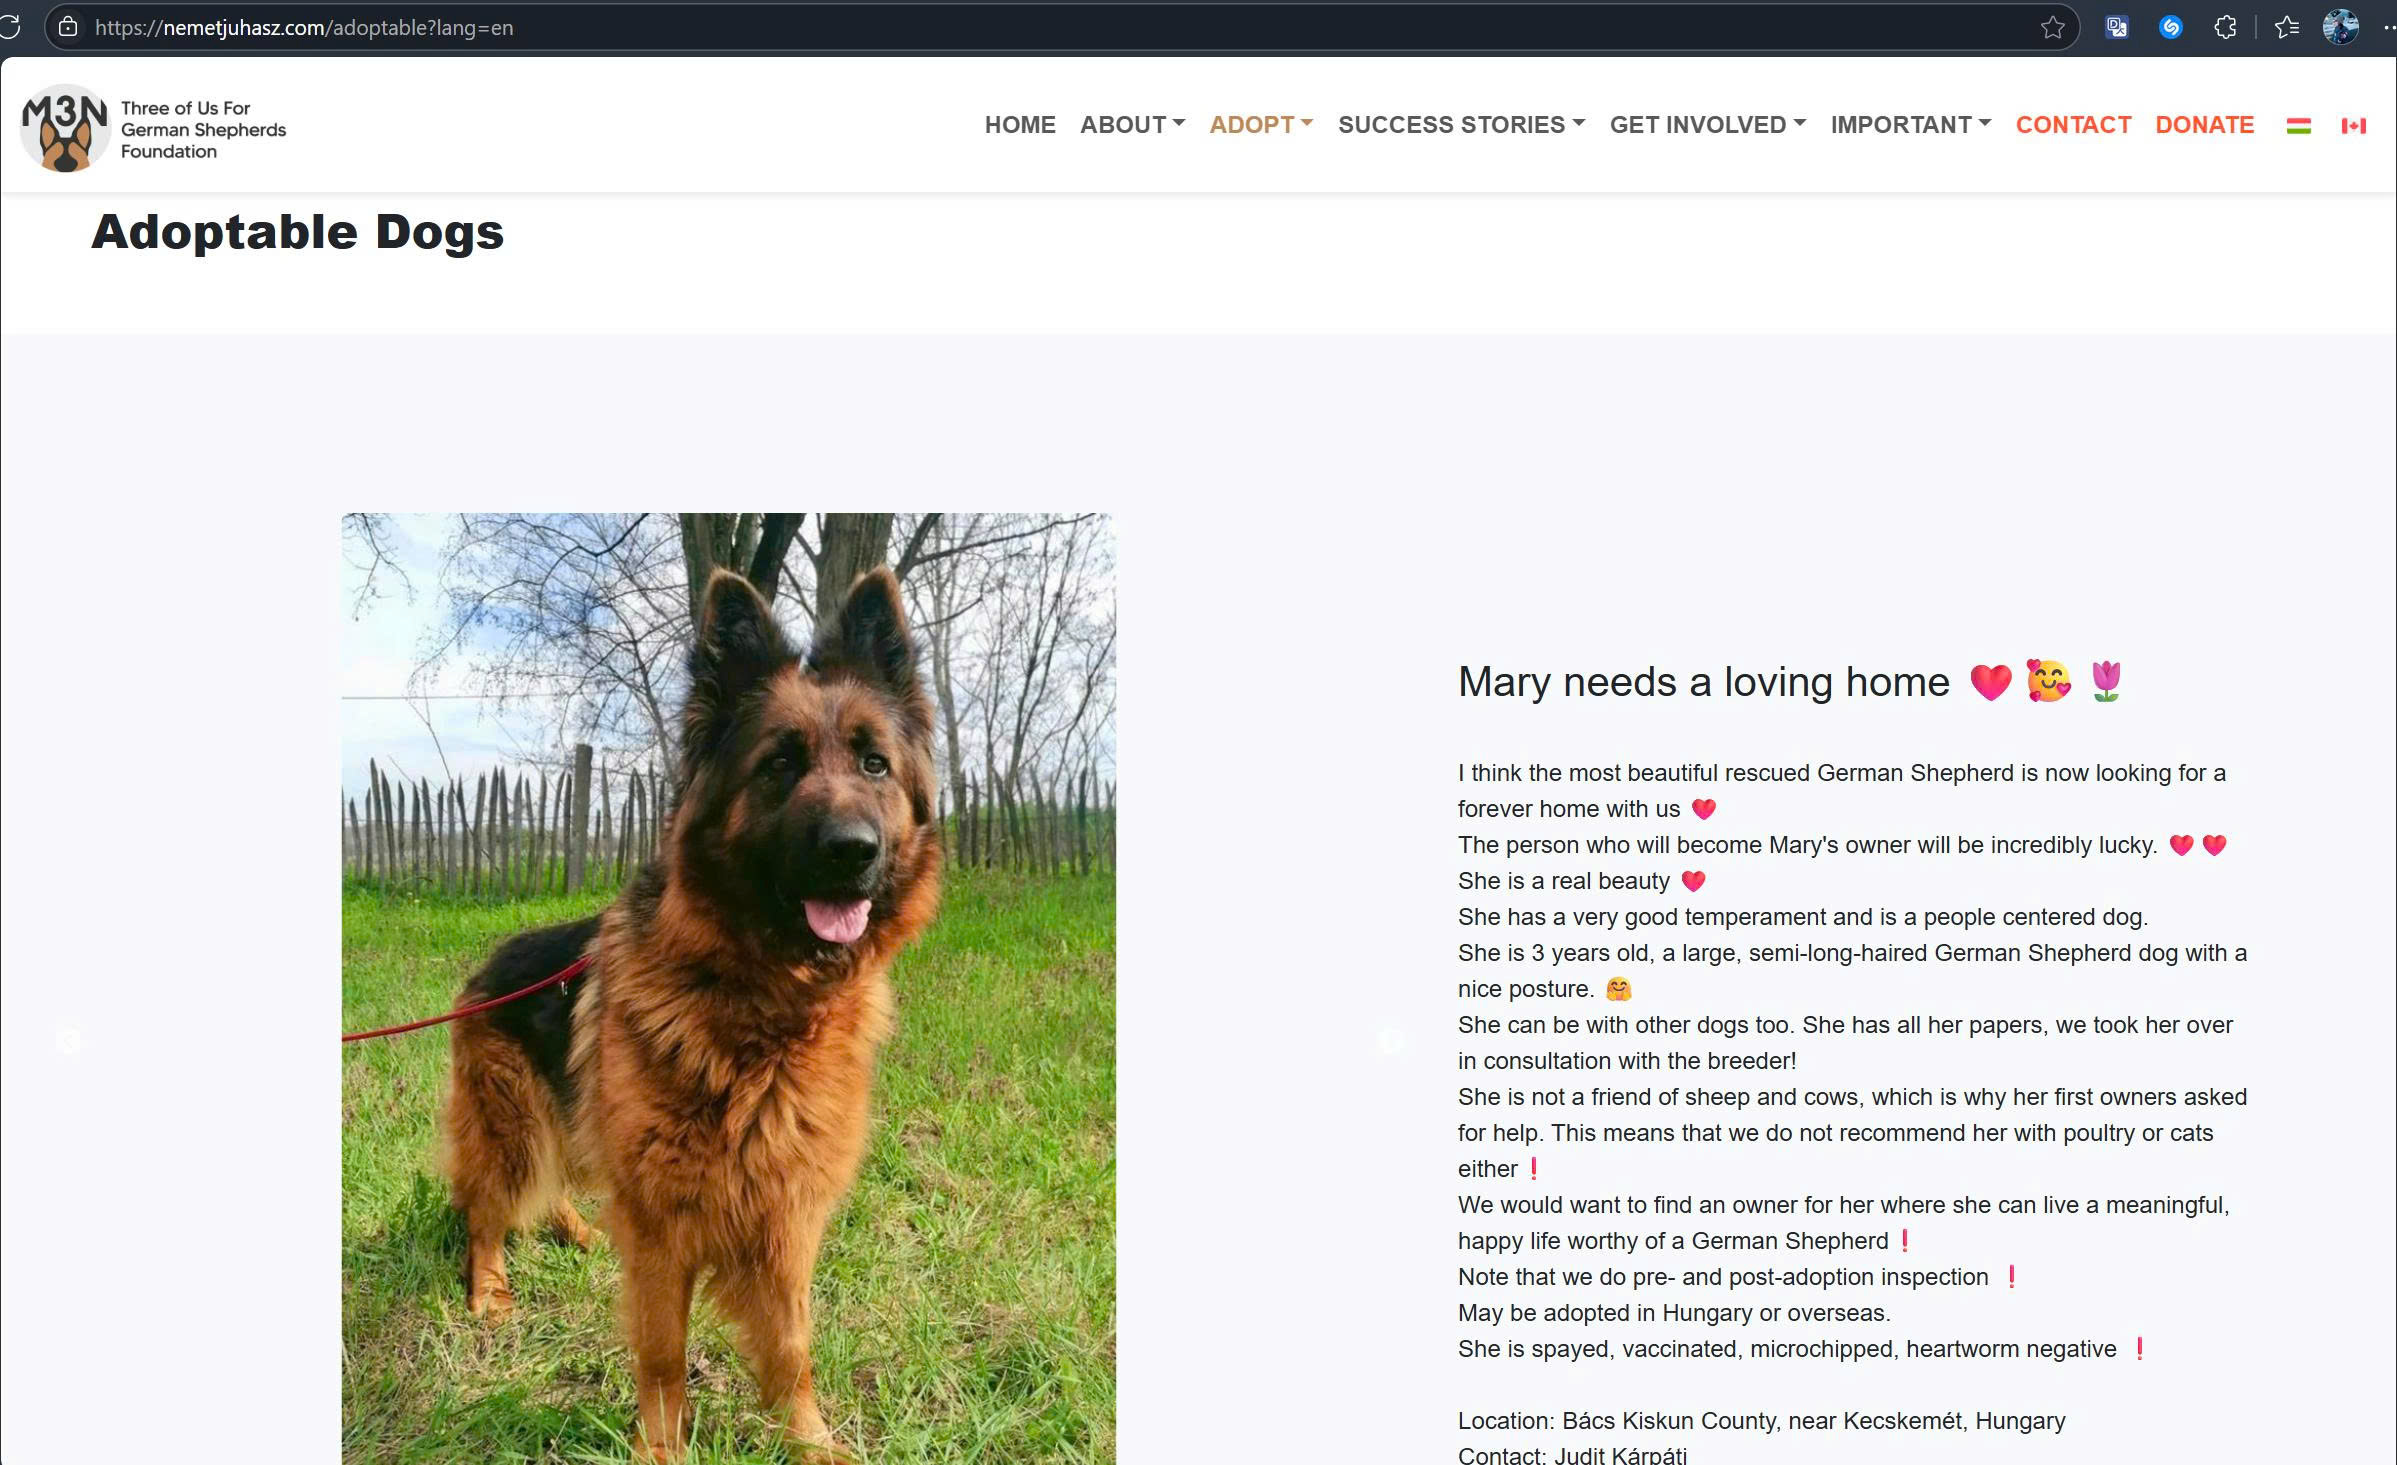 https://nemetjuhasz.com/adoptable?lang=en
M3N
Three of Us For
German Shepherds
Foundation
HOME ABOUT ADOPT SUCCESS STORIES GET INVOLVED IMPORTANT CONTACT DONATE
Adoptable Dogs
Mary needs a loving home ❤️ 🥰 🌷
I think the most beautiful rescued German Shepherd is now looking for a
forever home with us ❤️
The person who will become Mary's owner will be incredibly lucky. ❤️ ❤️
She is a real beauty ❤️
She has a very good temperament and is a people centered dog.
She is 3 years old, a large, semi-long-haired German Shepherd dog with a
nice posture. 🤗
She can be with other dogs too. She has all her papers, we took her over
in consultation with the breeder!
She is not a friend of sheep and cows, which is why her first owners asked
for help. This means that we do not recommend her with poultry or cats
either❗
We would want to find an owner for her where she can live a meaningful,
happy life worthy of a German Shepherd❗
Note that we do pre- and post-adoption inspection ❗
May be adopted in Hungary or overseas.
She is spayed, vaccinated, microchipped, heartworm negative ❗
Location: Bács Kiskun County, near Kecskemét, Hungary
Contact: Judit Kárpáti